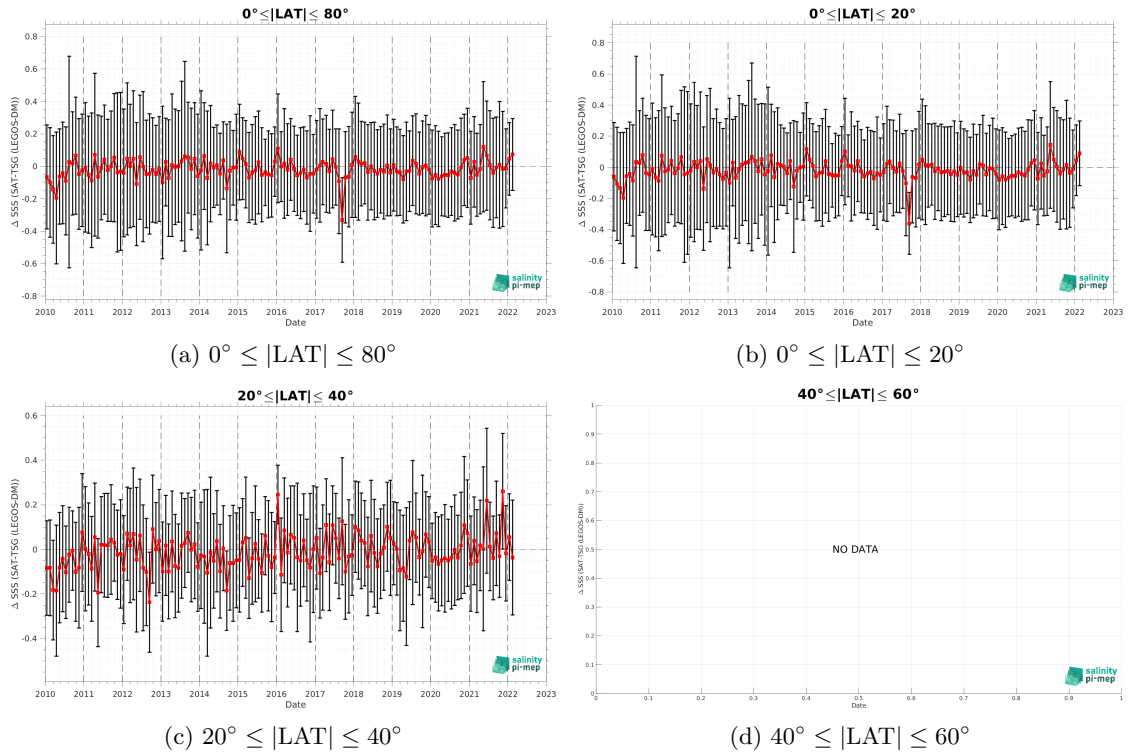 0°≤|LAT|≤ 80°
Δ SSS (SAT-TSG (LEGOS-DM))
0.8
0.6
0.4
0.2
0
-0.2
-0.4
-0.6
-0.8
2010 2011 2012 2013 2014 2015 2016 2017 2018 2019 2020 2021 2022 2023
Date
salinity
pi-mep
(a) 0° ≤ |LAT| ≤ 80°
0°≤|LAT|≤ 20°
Δ SSS (SAT-TSG (LEGOS-DM))
0.8
0.6
0.4
0.2
0
-0.2
-0.4
-0.6
-0.8
2010 2011 2012 2013 2014 2015 2016 2017 2018 2019 2020 2021 2022 2023
Date
salinity
pi-mep
(b) 0° ≤ |LAT| ≤ 20°
20°≤|LAT|≤ 40°
Δ SSS (SAT-TSG (LEGOS-DM))
0.6
0.4
0.2
0
-0.2
-0.4
2010 2011 2012 2013 2014 2015 2016 2017 2018 2019 2020 2021 2022 2023
Date
salinity
pi-mep
(c) 20° ≤ |LAT| ≤ 40°
40°≤|LAT|≤ 60°
Δ SSS (SAT-TSG (LEGOS-DM))
1
0.9
0.8
0.7
0.6
0.5
0.4
0.3
0.2
0.1
0
NO DATA
0 0.1 0.2 0.3 0.4 0.5 0.6 0.7 0.8 0.9 1
Date
salinity
pi-mep
(d) 40° ≤ |LAT| ≤ 60°